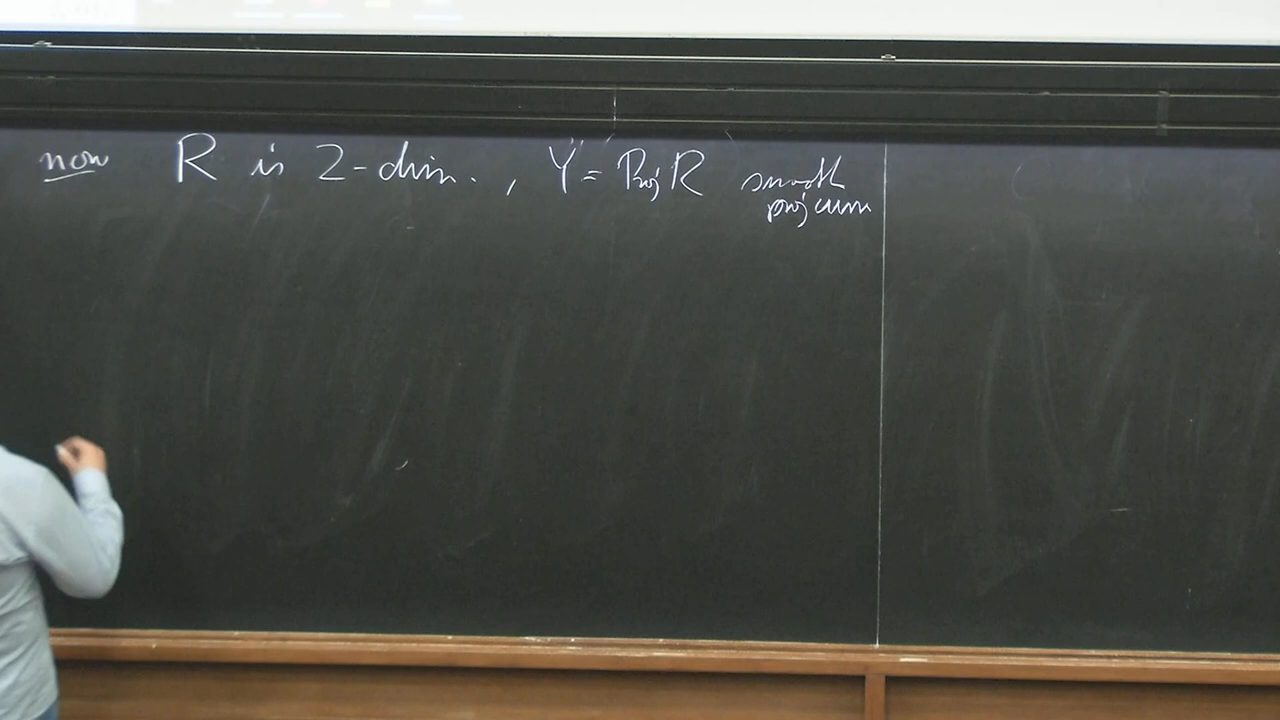 now R is 2-dim., Y = Proj R smooth
proj curve